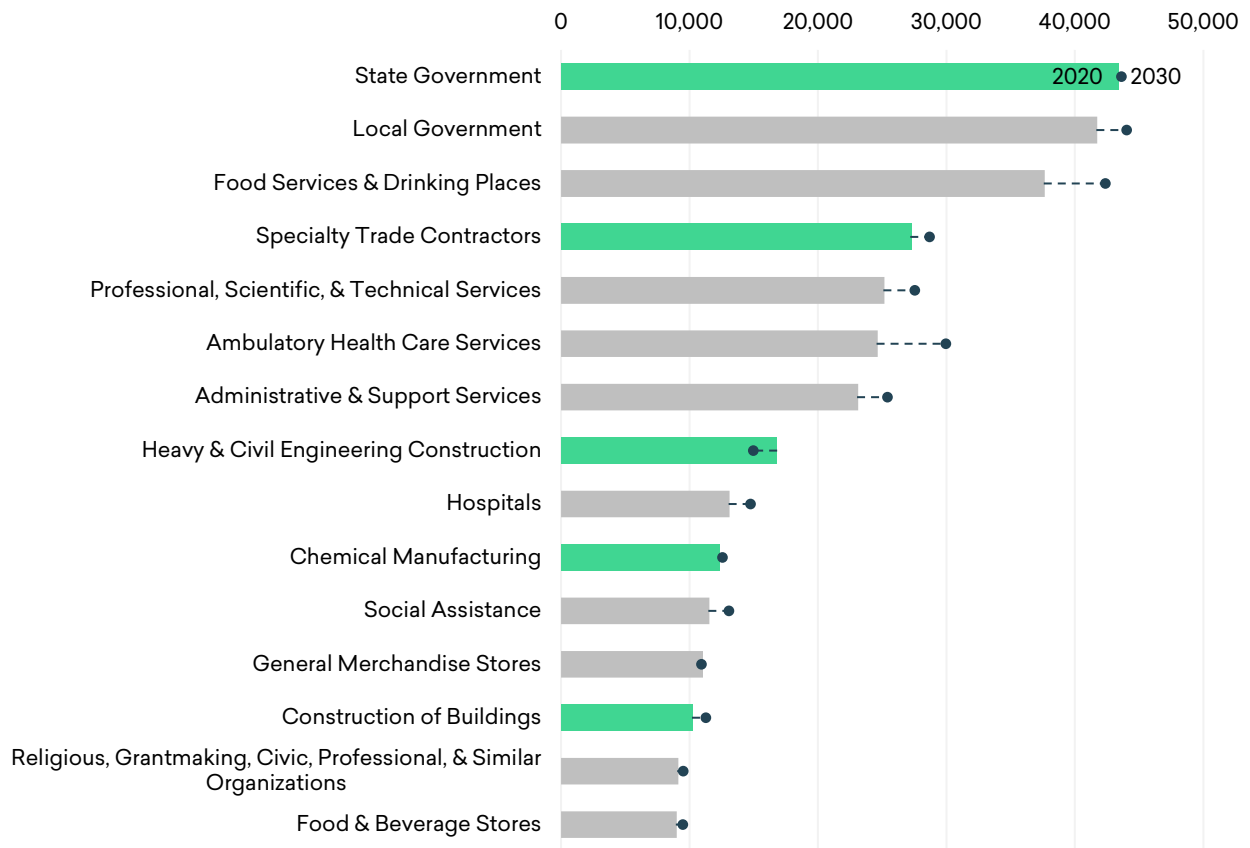 0 10,000 20,000 30,000 40,000 50,000
State Government 2020 2030
Local Government
Food Services & Drinking Places
Specialty Trade Contractors
Professional, Scientific, & Technical Services
Ambulatory Health Care Services
Administrative & Support Services
Heavy & Civil Engineering Construction
Hospitals
Chemical Manufacturing
Social Assistance
General Merchandise Stores
Construction of Buildings
Religious, Grantmaking, Civic, Professional, & Similar
Organizations
Food & Beverage Stores